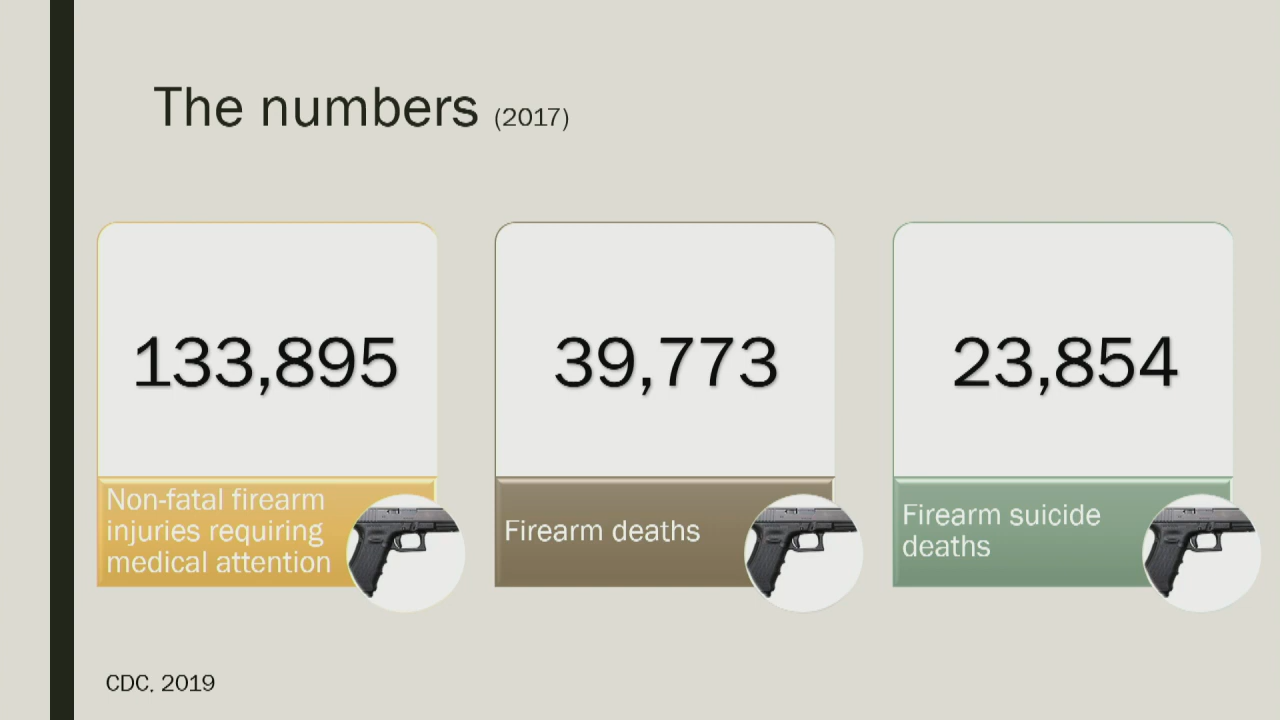 The numbers (2017)
133,895
Non-fatal firearm
injuries requiring
medical attention
39,773
Firearm deaths
23,854
Firearm suicide
deaths
CDC, 2019